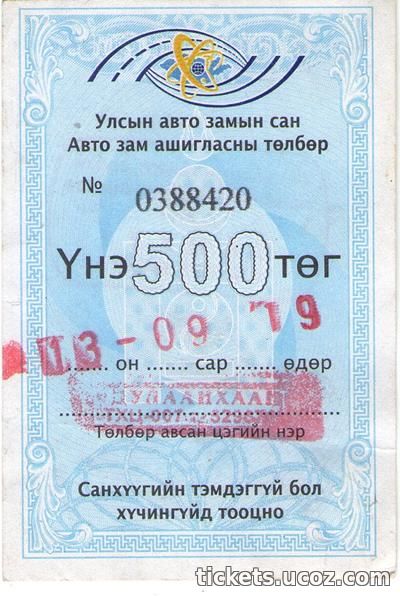 Улсын авто замын сан
Авто зам ашигласны төлбөр
№ 0388420
Үнэ 500 төг
13-09 '19
....... он ....... сар ....... өдөр
ДУЛААНХААН
Төлбөр авсан цэгийн нэр
Санхүүгийн тэмдэггүй бол
хүчингүйд тооцно
tickets.ucoz.com